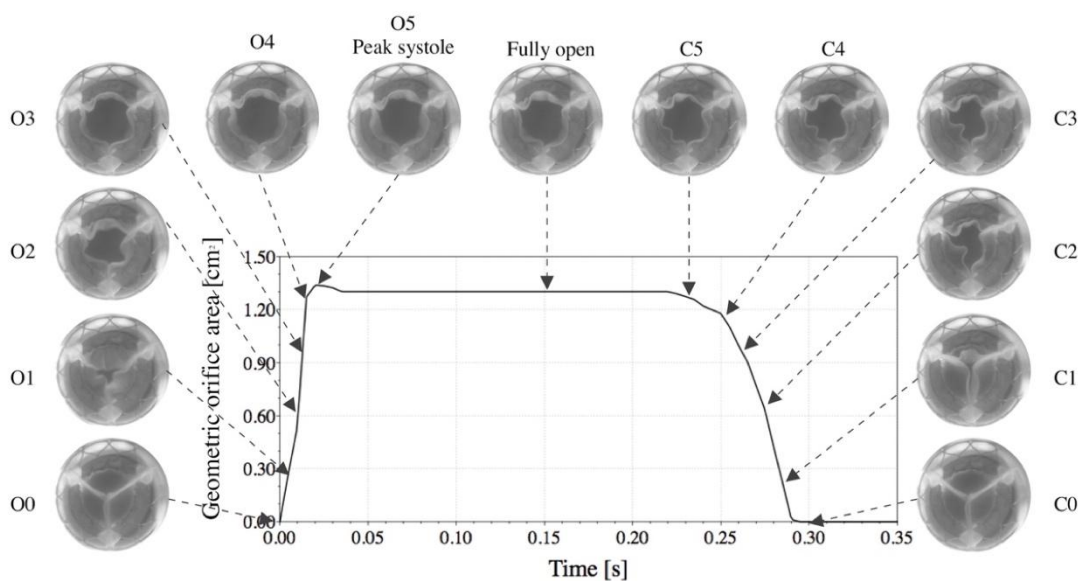 O5
O4
Peak systole
Fully open
C5
C4
O3
C3
O2
C2
O1
C1
O0
C0
Geometric orifice area [cm²]
1.50
1.20
0.90
0.60
0.30
0.00
0.00
0.05
0.10
0.15
0.20
0.25
0.30
0.35
Time [s]